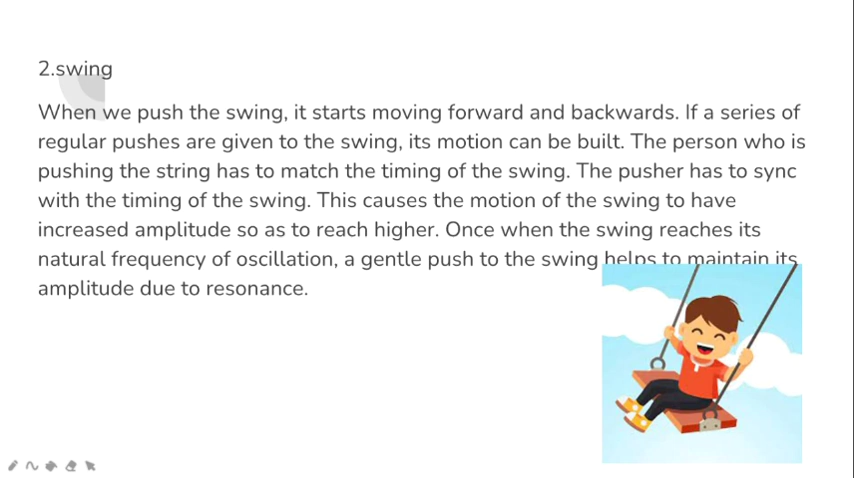 2.swing
When we push the swing, it starts moving forward and backwards. If a series of
regular pushes are given to the swing, its motion can be built. The person who is
pushing the string has to match the timing of the swing. The pusher has to sync
with the timing of the swing. This causes the motion of the swing to have
increased amplitude so as to reach higher. Once when the swing reaches its
natural frequency of oscillation, a gentle push to the swing helps to maintain its
amplitude due to resonance.